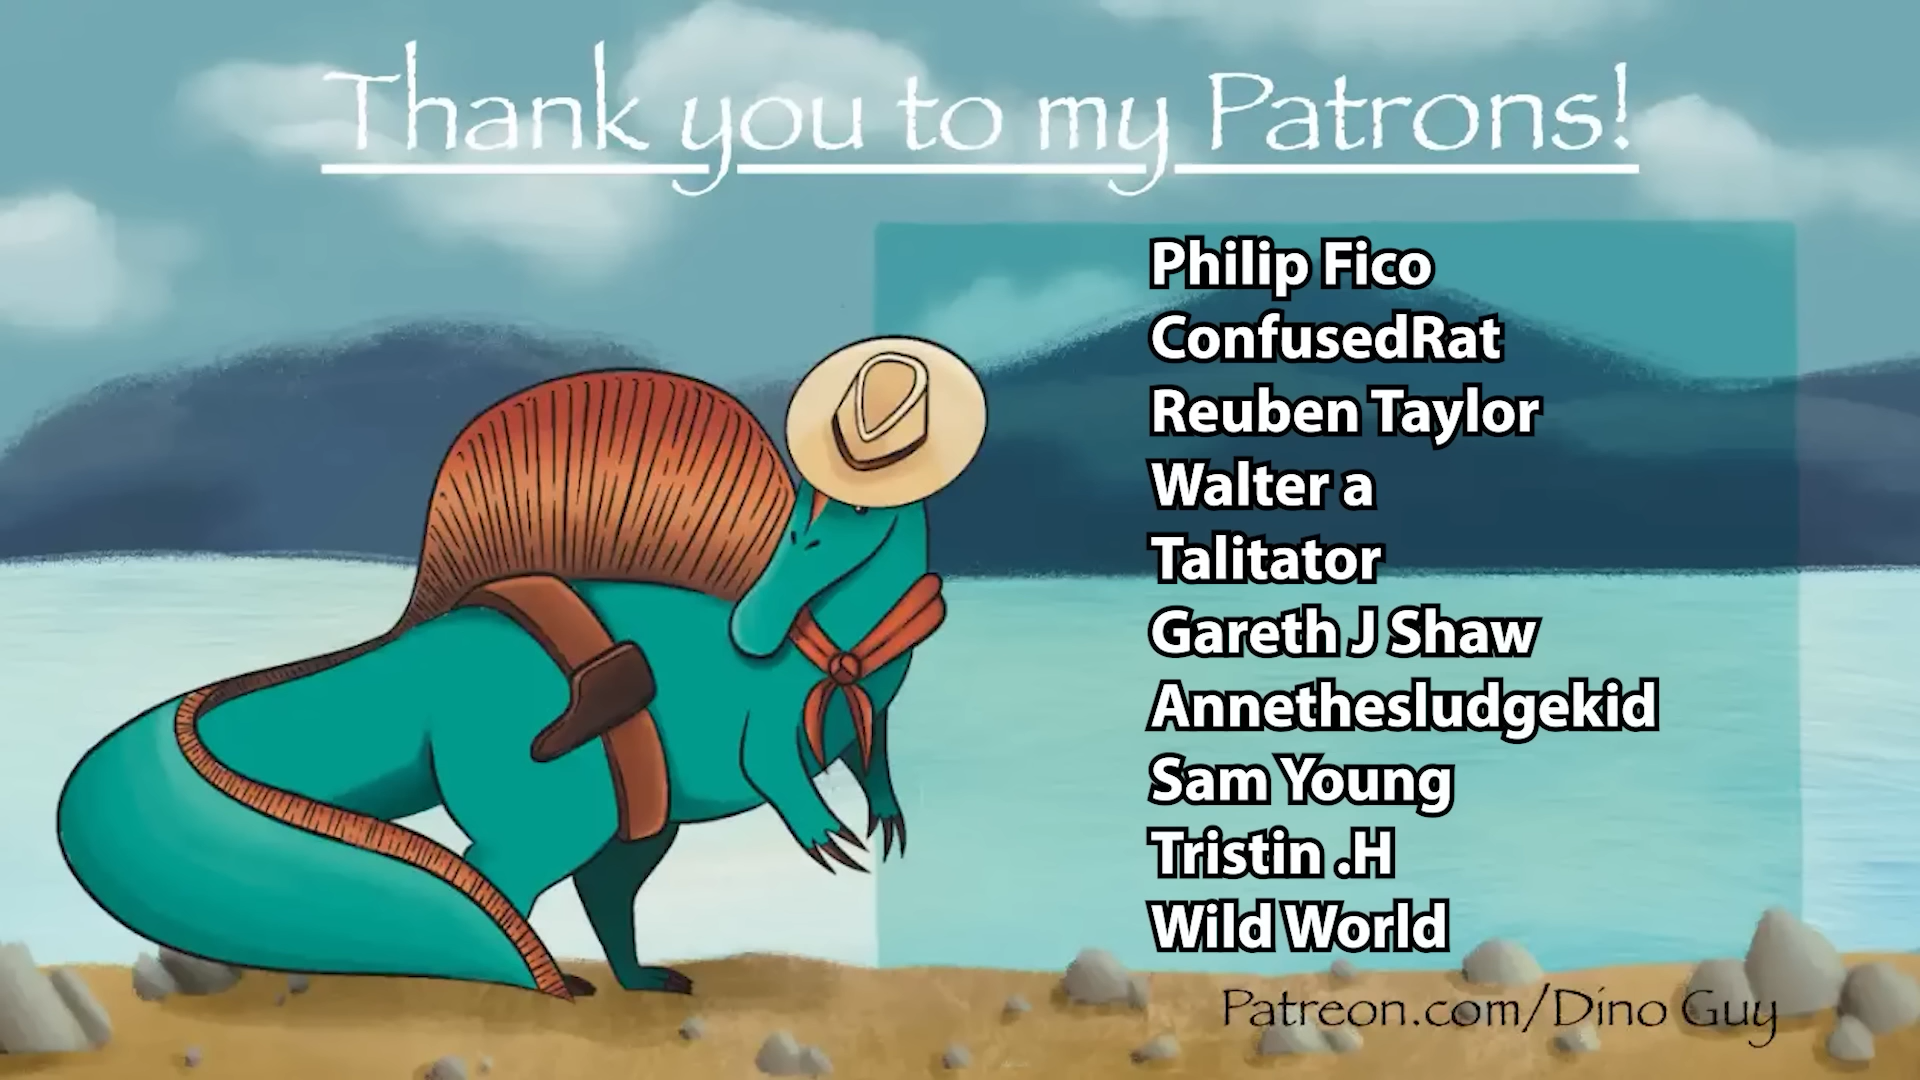 Thank you to my Patrons!
Philip Fico
ConfusedRat
Reuben Taylor
Walter a
Talitator
Gareth J Shaw
Annethesludgekid
Sam Young
Tristin .H
Wild World
Patreon.com/Dino Guy